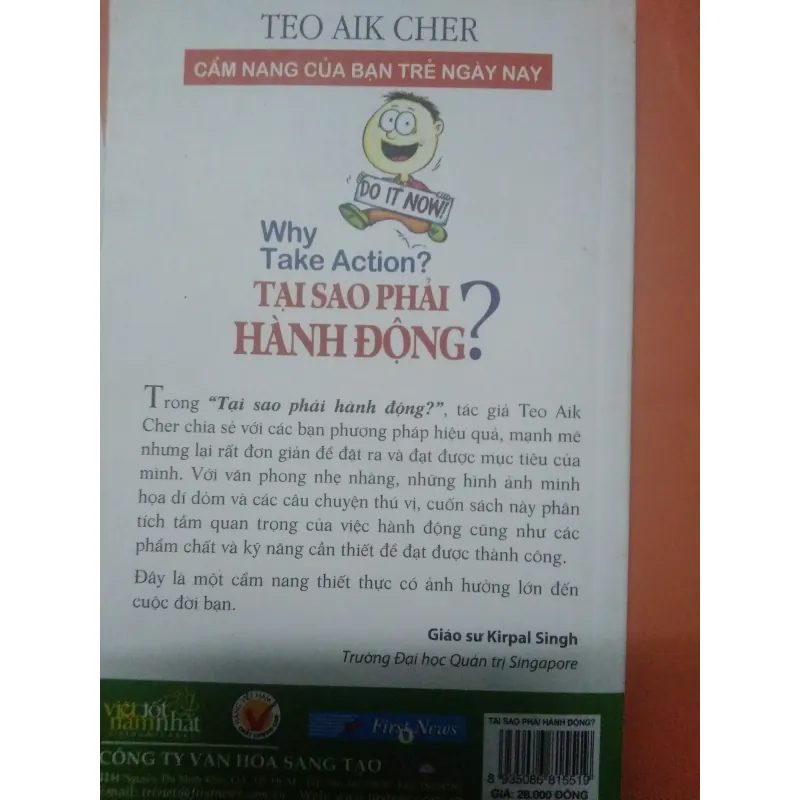 TEO AIK CHER
CẨM NANG CỦA BẠN TRẺ NGÀY NAY
DO IT NOW!
Why
Take Action?
TẠI SAO PHẢI
HÀNH ĐỘNG?
Trong “Tại sao phải hành động?”, tác giả Teo Aik
Cher chia sẻ với các bạn phương pháp hiệu quả, mạnh mẽ
nhưng lại rất đơn giản để đặt ra và đạt được mục tiêu của
mình. Với văn phong nhẹ nhàng, những hình ảnh minh
họa dí dỏm và các câu chuyện thú vị, cuốn sách này phân
tích tầm quan trọng của việc hành động cũng như các
phẩm chất và kỹ năng cần thiết để đạt được thành công.
Đây là một cẩm nang thiết thực có ảnh hưởng lớn đến
cuộc đời bạn.
Giáo sư Kirpal Singh
Trường Đại học Quản trị Singapore
First News
TẠI SAO PHẢI HÀNH ĐỘNG?
CÔNG TY VĂN HÓA SÁNG TẠO
8 935086 815519
GIÁ: 28.000 ĐỒNG